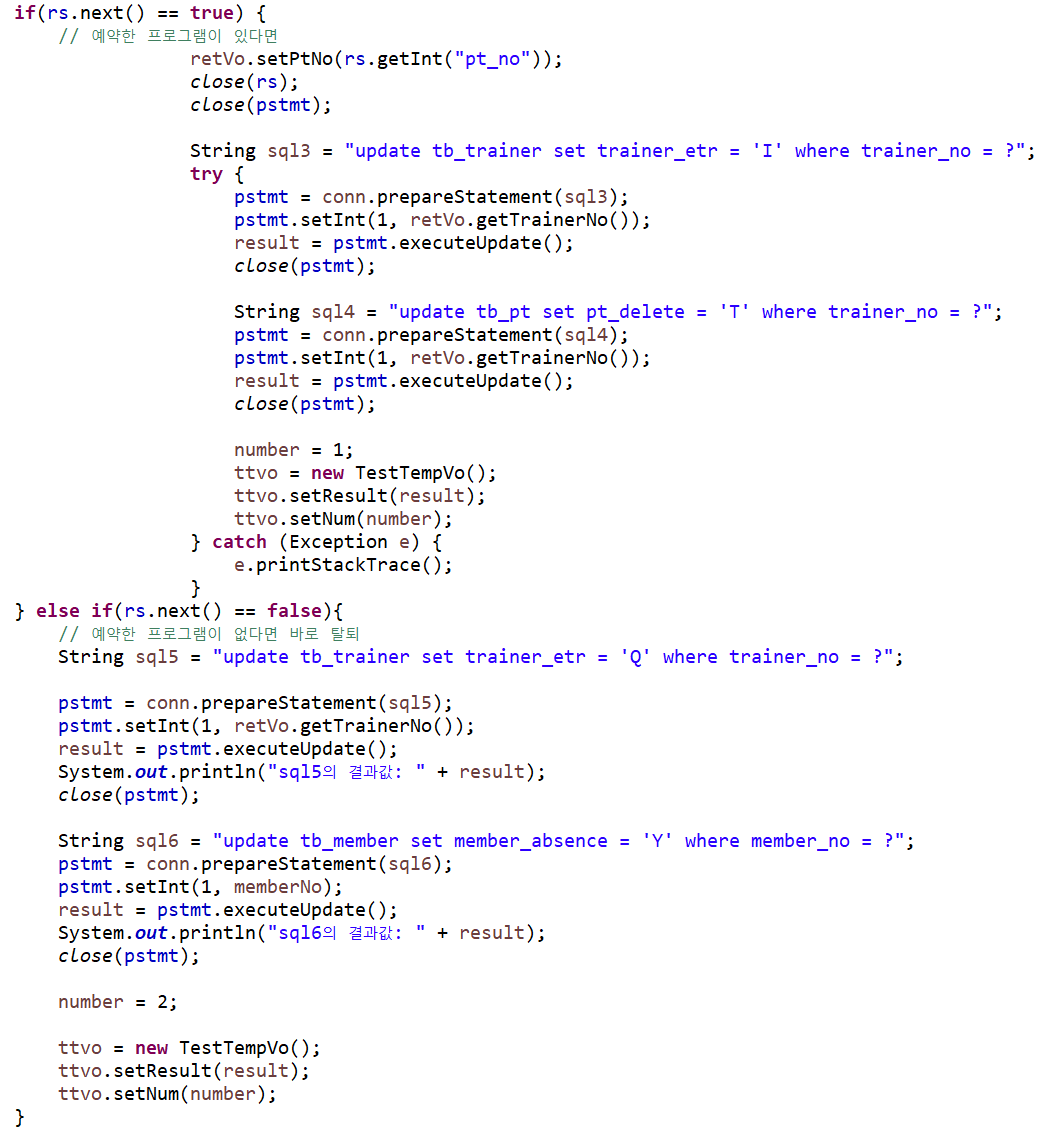 if(rs.next() == true) {
// 예약한 프로그램이 있다면
retVo.setPtNo(rs.getInt("pt_no"));
close(rs);
close(pstmt);
String sql3 = "update tb_trainer set trainer_etr = 'I' where trainer_no = ?";
try {
pstmt = conn.prepareStatement(sql3);
pstmt.setInt(1, retVo.getTrainerNo());
result = pstmt.executeUpdate();
close(pstmt);
String sql4 = "update tb_pt set pt_delete = 'T' where trainer_no = ?";
pstmt = conn.prepareStatement(sql4);
pstmt.setInt(1, retVo.getTrainerNo());
result = pstmt.executeUpdate();
close(pstmt);
number = 1;
ttvo = new TestTempVo();
ttvo.setResult(result);
ttvo.setNum(number);
} catch (Exception e) {
e.printStackTrace();
}
} else if(rs.next() == false){
// 예약한 프로그램이 없다면 바로 탈퇴
String sql5 = "update tb_trainer set trainer_etr = 'Q' where trainer_no = ?";
pstmt = conn.prepareStatement(sql5);
pstmt.setInt(1, retVo.getTrainerNo());
result = pstmt.executeUpdate();
System.out.println("sql5의 결과값: " + result);
close(pstmt);
String sql6 = "update tb_member set member_absence = 'Y' where member_no = ?";
pstmt = conn.prepareStatement(sql6);
pstmt.setInt(1, memberNo);
result = pstmt.executeUpdate();
System.out.println("sql6의 결과값: " + result);
close(pstmt);
number = 2;
ttvo = new TestTempVo();
ttvo.setResult(result);
ttvo.setNum(number);
}